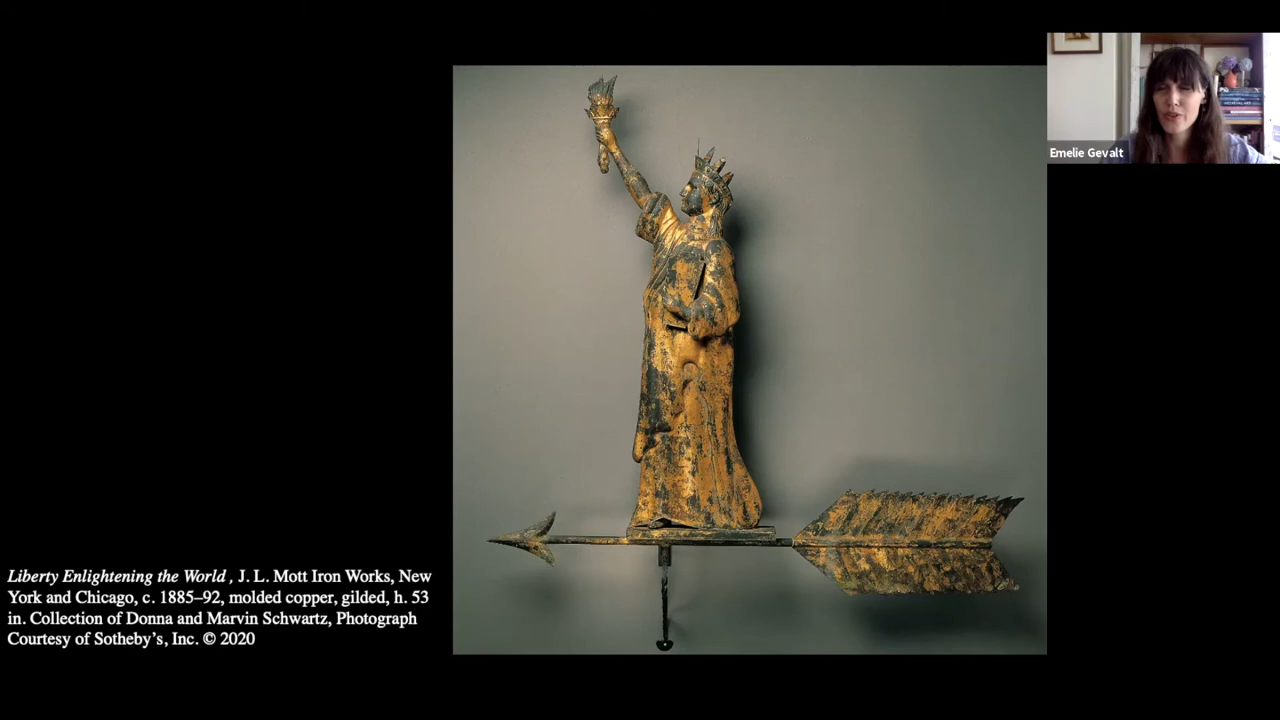 Emelie Gevalt
Liberty Enlightening the World , J. L. Mott Iron Works, New
York and Chicago, c. 1885–92, molded copper, gilded, h. 53
in. Collection of Donna and Marvin Schwartz, Photograph
Courtesy of Sotheby's, Inc. © 2020